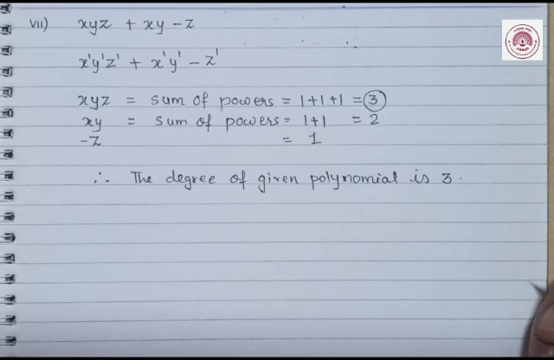 VII) xyz + xy - z
x¹y¹z¹ + x¹y¹ - z¹
xyz = sum of powers = 1+1+1 = 3
xy = sum of powers = 1+1 = 2
-z = 1
∴ The degree of given polynomial is 3.